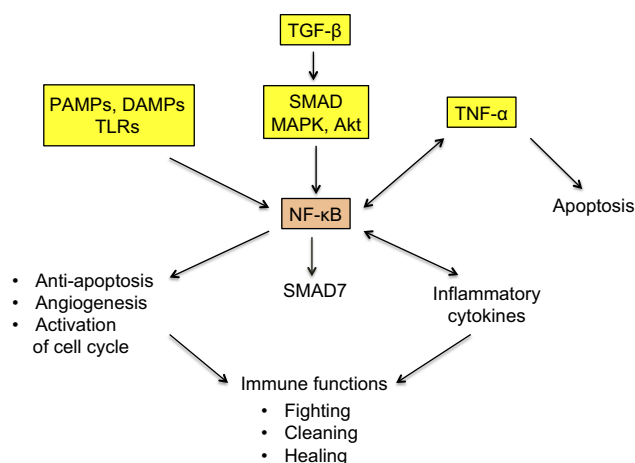 TGF-β
PAMPs, DAMPs
TLRs
SMAD
MAPK, Akt
TNF-α
Apoptosis
NF-κB
• Anti-apoptosis
• Angiogenesis
• Activation
of cell cycle
SMAD7
Inflammatory
cytokines
Immune functions
• Fighting
• Cleaning
• Healing